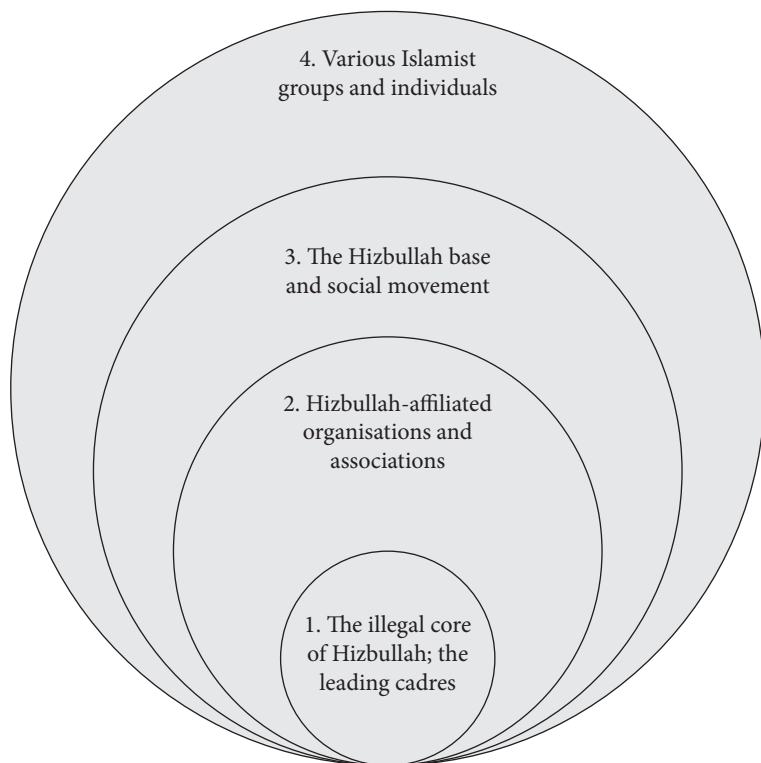 4. Various Islamist
groups and individuals
3. The Hizbullah base
and social movement
2. Hizbullah-affiliated
organisations and
associations
1. The illegal core
of Hizbullah; the
leading cadres